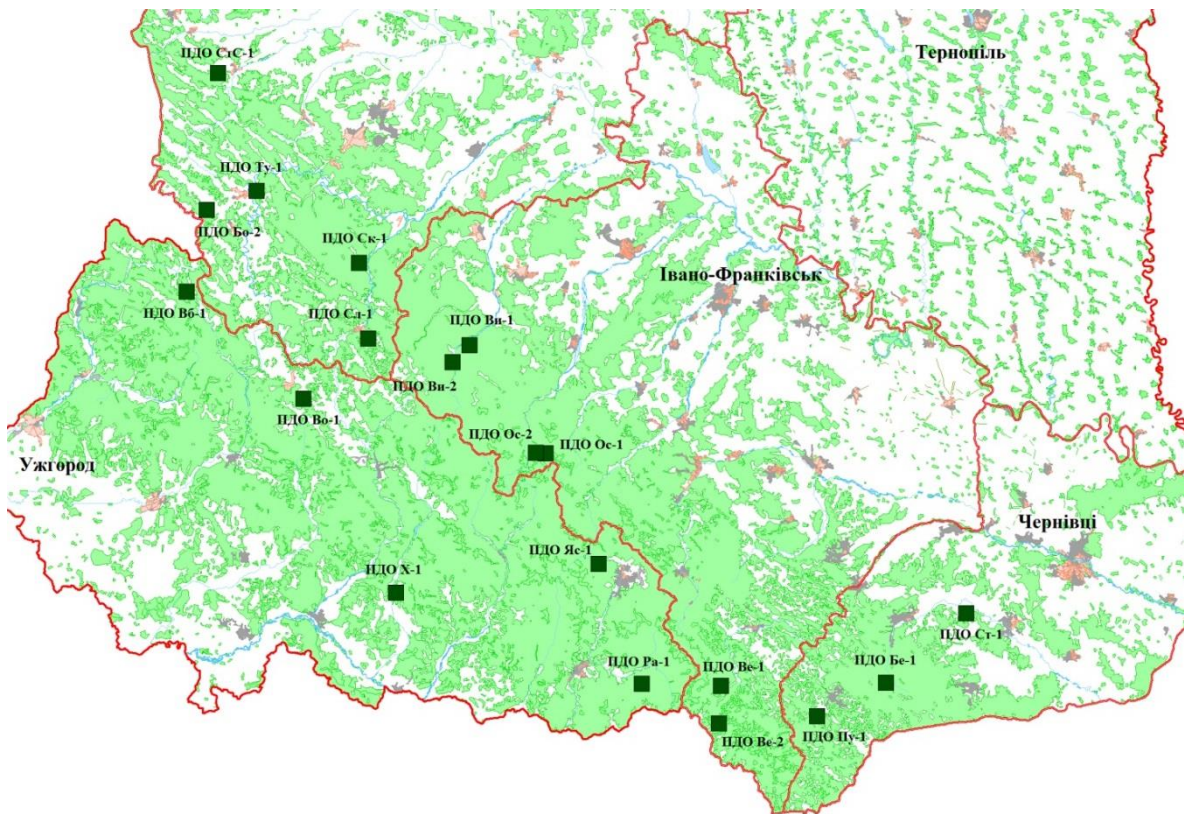 ПДО СтС-1
Тернопіль
ПДО Ту-1
ПДО Бо-2
ПДО Ск-1
Івано-Франківськ
ПДО Вб-1
ПДО Сл-1
ПДО Ви-1
ПДО Ви-2
ПДО Во-1
ПДО Ос-2
ПДО Ос-1
Ужгород
Чернівці
ПДО Яс-1
ПДО Х-1
ПДО Ст-1
ПДО Ра-1
ПДО Ве-1
ПДО Бе-1
ПДО Пу-1
ПДО Ве-2